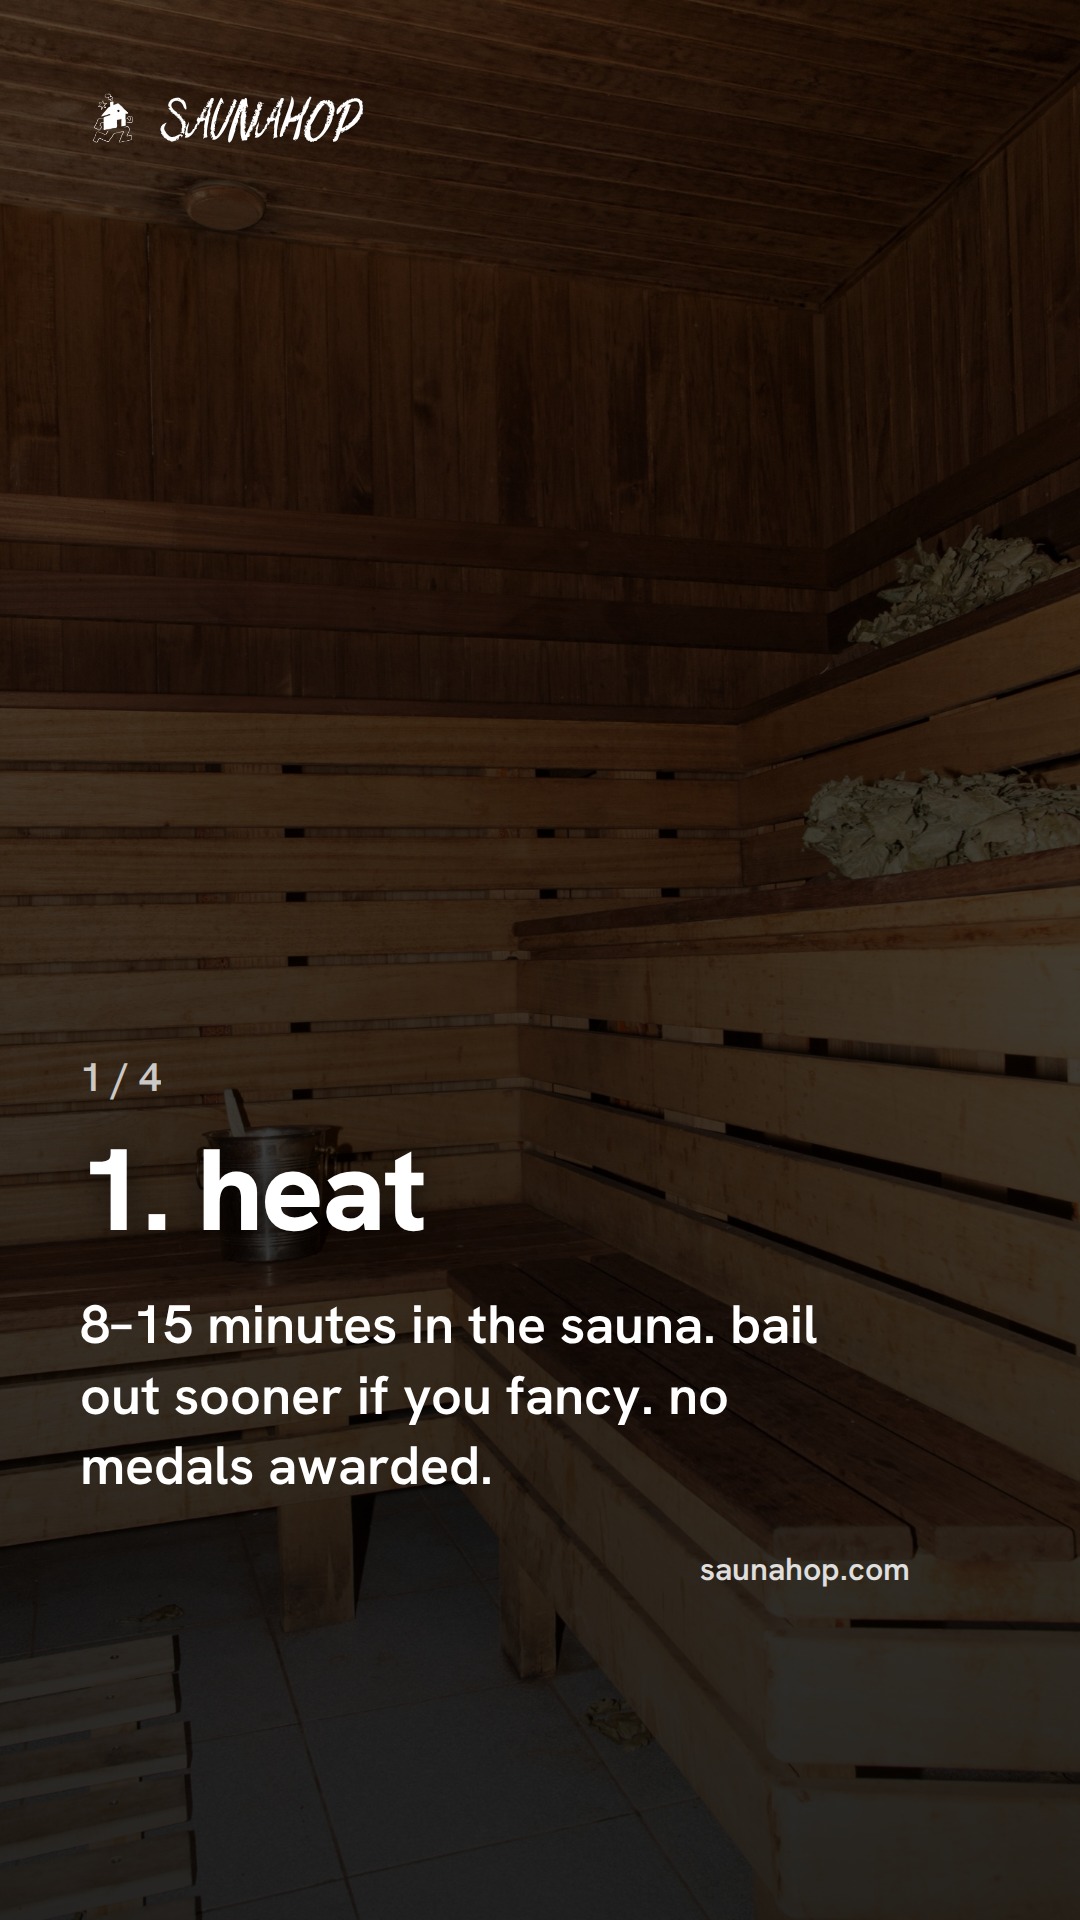 SAUNAHOP
1 / 4
1. heat
8–15 minutes in the sauna. bail
out sooner if you fancy. no
medals awarded.
saunahop.com